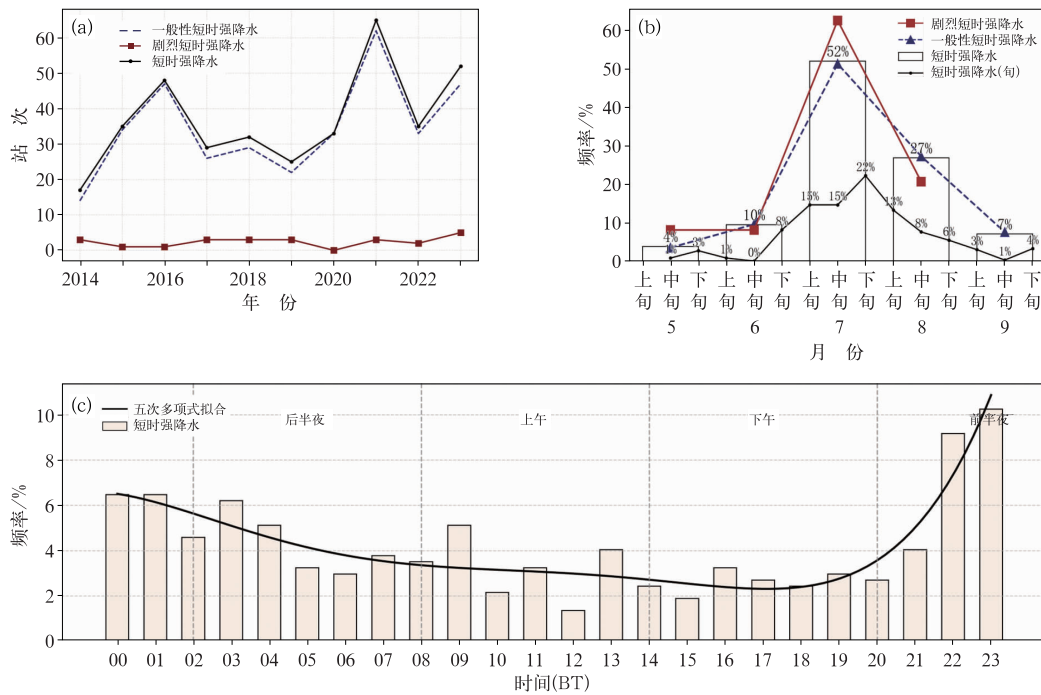 (a)
一般性短时强降水
剧烈短时强降水
短时强降水
站 次
60
50
40
30
20
10
0
2014 2016 2018 2020 2022
年 份
(b)
剧烈短时强降水
一般性短时强降水
短时强降水
短时强降水(旬)
频率/%
60
50
40
30
20
10
0
52%
27%
22%
15% 15%
13%
10%
8%
8%
7%
6%
4%
3%
4%
1%
0%
1%
上旬 中旬 下旬 上旬 中旬 下旬 上旬 中旬 下旬 上旬 中旬 下旬 上旬 中旬 下旬
5 6 7 8 9
月 份
(c)
五次多项式拟合
短时强降水
后半夜 上午 下午 前半夜
频率/%
10
8
6
4
2
0
00 01 02 03 04 05 06 07 08 09 10 11 12 13 14 15 16 17 18 19 20 21 22 23
时间(BT)